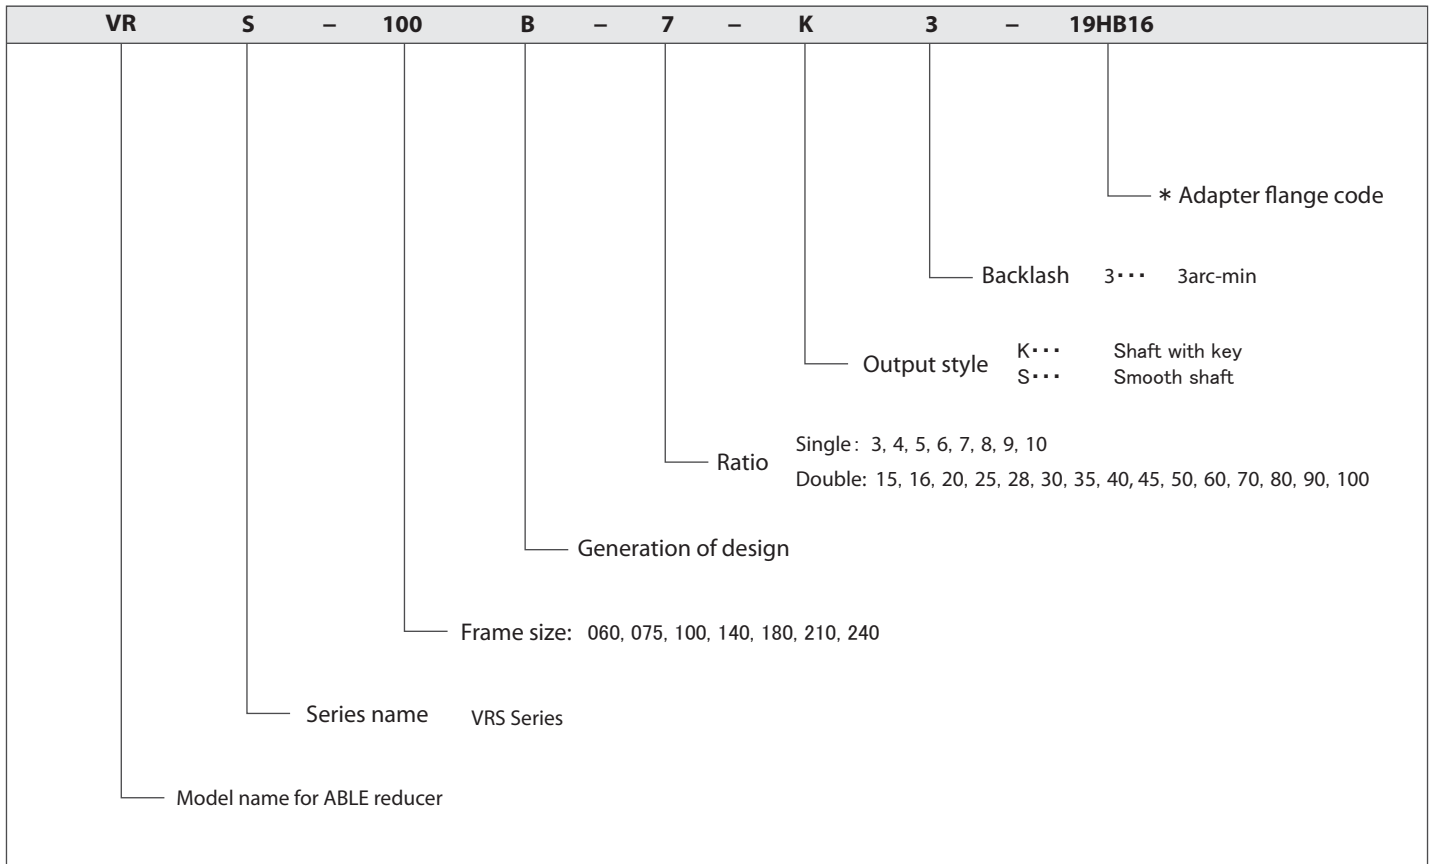 VR S – 100 B – 7 – K 3 – 19HB16
* Adapter flange code
Backlash 3··· 3arc-min
Output style K··· Shaft with key
S··· Smooth shaft
Ratio Single: 3, 4, 5, 6, 7, 8, 9, 10
Double: 15, 16, 20, 25, 28, 30, 35, 40, 45, 50, 60, 70, 80, 90, 100
Generation of design
Frame size: 060, 075, 100, 140, 180, 210, 240
Series name VRS Series
Model name for ABLE reducer